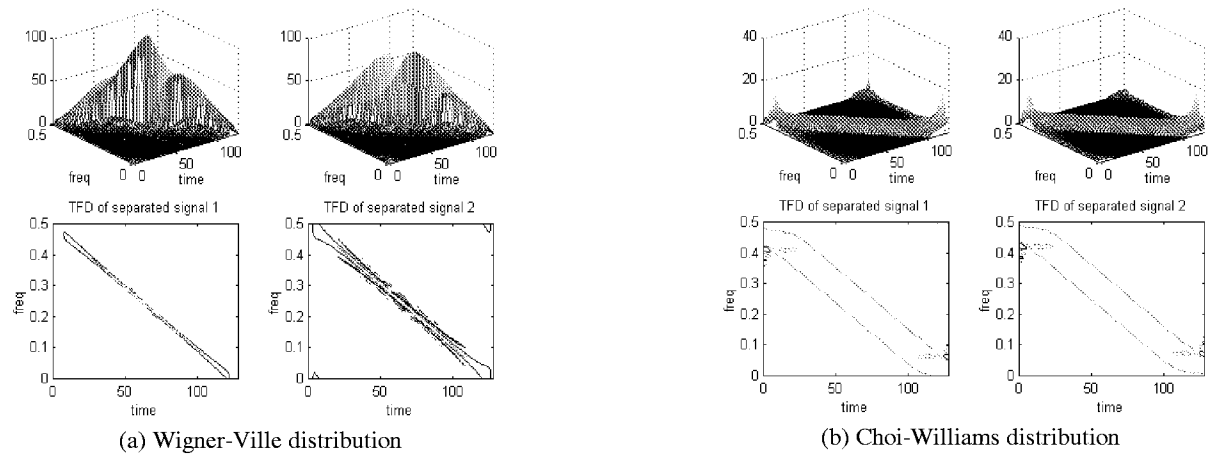 100
50
0
0.5
freq
0 0
50
100
time
100
50
0
0.5
freq
0 0
50
100
time
TFD of separated signal 1
0.5
0.4
0.3
0.2
0.1
0
freq
0 50 100
time
TFD of separated signal 2
0.5
0.4
0.3
0.2
0.1
0
freq
0 50 100
time
(a) Wigner-Ville distribution
40
20
0
0.5
freq
0 0
50
100
time
40
20
0
0.5
freq
0 0
50
100
time
TFD of separated signal 1
0.5
0.4
0.3
0.2
0.1
0
freq
0 50 100
time
TFD of separated signal 2
0.5
0.4
0.3
0.2
0.1
0
freq
0 50 100
time
(b) Choi-Williams distribution